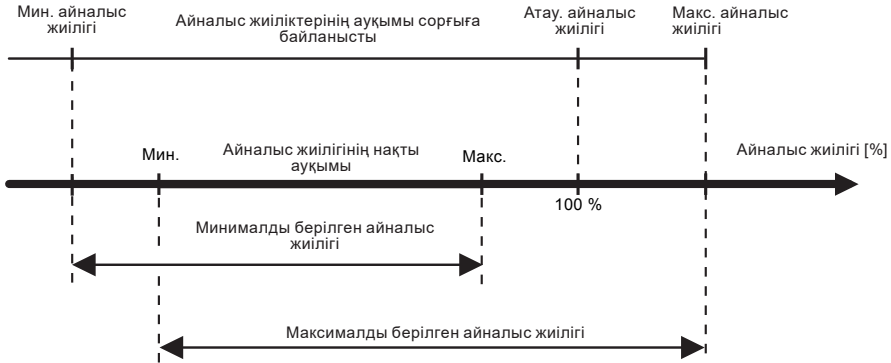 Мин. айналыс
жиілігі
Айналыс жиіліктерінің ауқымы сорғыға
байланысты
Атау. айналыс
жиілігі
Макс. айналыс
жиілігі
Мин.
Айналыс жиілігінің нақты
ауқымы
Макс.
Айналыс жиілігі [%]
100 %
Минималды берілген айналыс
жиілігі
Максималды берілген айналыс жиілігі